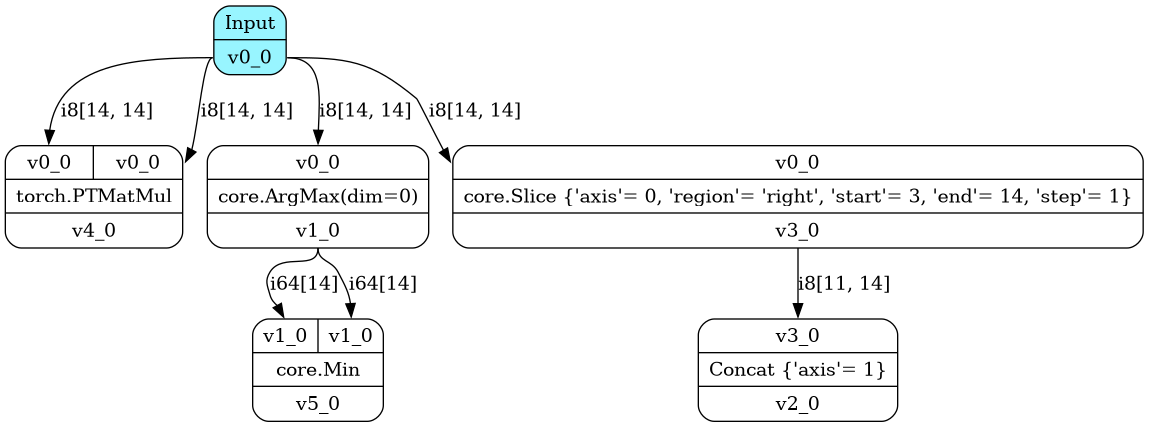 Input
v0_0
i8[14, 14] i8[14, 14] i8[14, 14] i8[14, 14]
v0_0 v0_0
torch.PTMatMul
v4_0
v0_0
core.ArgMax(dim=0)
v1_0
v0_0
core.Slice {'axis'= 0, 'region'= 'right', 'start'= 3, 'end'= 14, 'step'= 1}
v3_0
i64[14] i64[14]
i8[11, 14]
v1_0 v1_0
core.Min
v5_0
v3_0
Concat {'axis'= 1}
v2_0